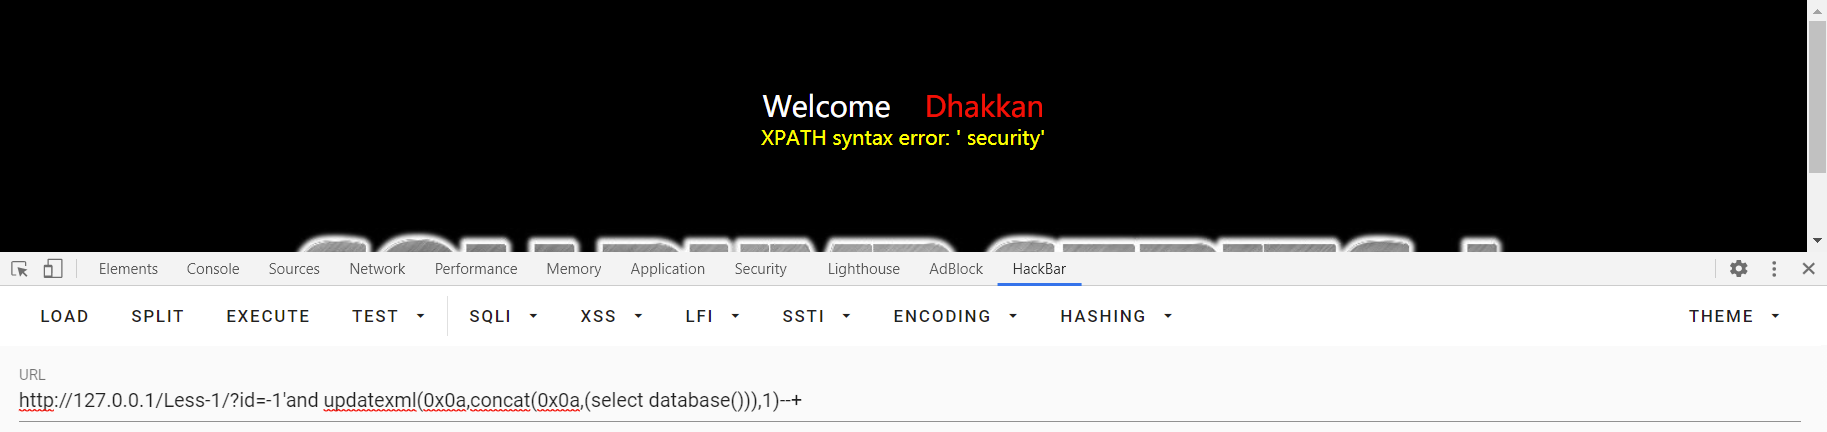 Welcome Dhakkan
XPATH syntax error: ' security'
Elements Console Sources Network Performance Memory Application Security Lighthouse AdBlock HackBar
LOAD SPLIT EXECUTE TEST SQLI XSS LFI SSTI ENCODING HASHING THEME
URL
http://127.0.0.1/Less-1/?id=-1'and updatexml(0x0a,concat(0x0a,(select database())),1)--+